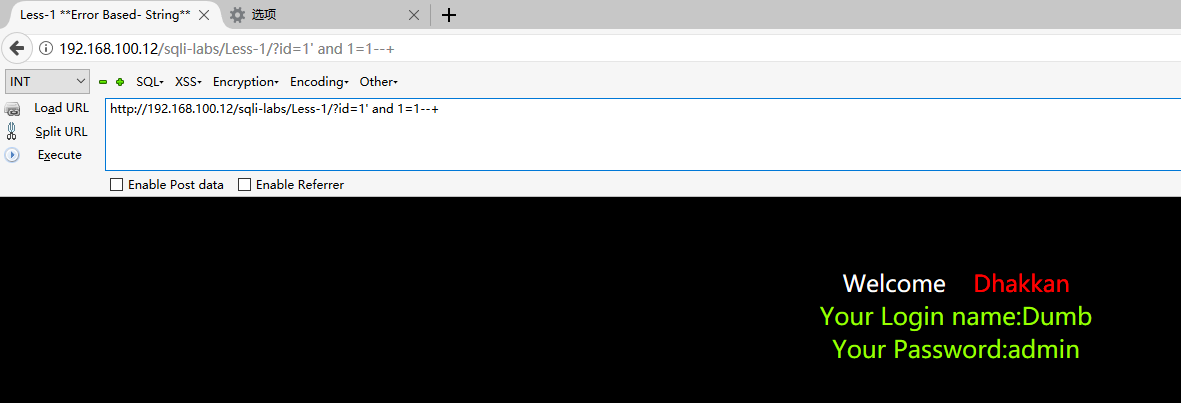 Less-1 **Error Based- String**
选项
192.168.100.12/sqli-labs/Less-1/?id=1' and 1=1--+
INT SQL XSS Encryption Encoding Other
Load URL
http://192.168.100.12/sqli-labs/Less-1/?id=1' and 1=1--+
Split URL
Execute
Enable Post data Enable Referrer
Welcome Dhakkan
Your Login name:Dumb
Your Password:admin